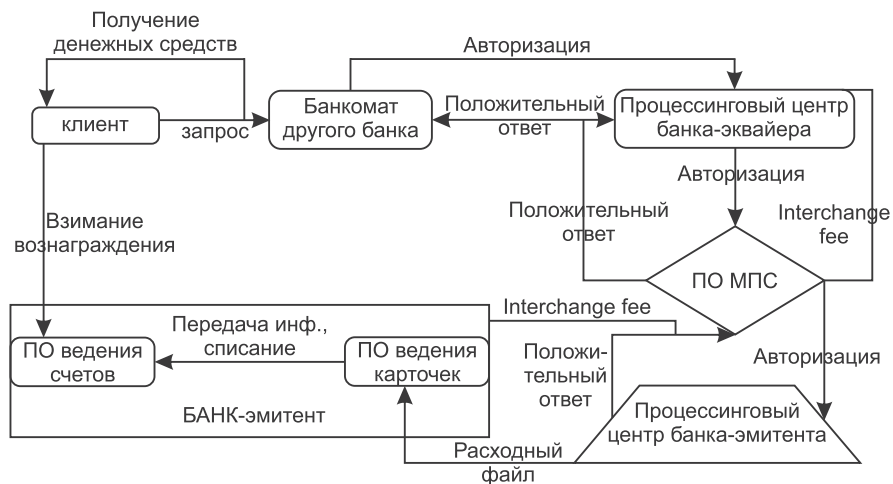 Получение
денежных средств
Авторизация
клиент
запрос
Банкомат
другого банка
Положительный
ответ
Процессинговый центр
банка-эквайера
Авторизация
Взимание
вознаграждения
Положительный
ответ
Interchange
fee
ПО МПС
Interchange fee
Передача инф.,
списание
ПО ведения
счетов
ПО ведения
карточек
Положи-
тельный
ответ
Авторизация
БАНК-эмитент
Процессинговый
центр банка-эмитента
Расходный
файл